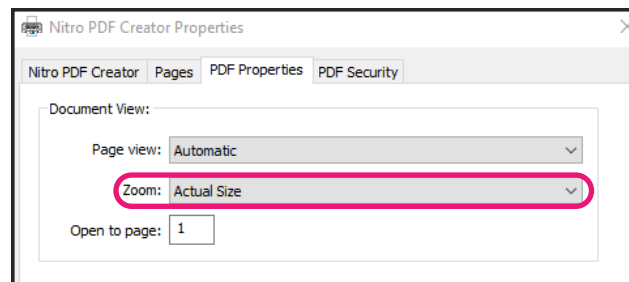 Nitro PDF Creator Properties
Nitro PDF Creator Pages PDF Properties PDF Security
Document View:
Page view: Automatic
Zoom: Actual Size
Open to page: 1